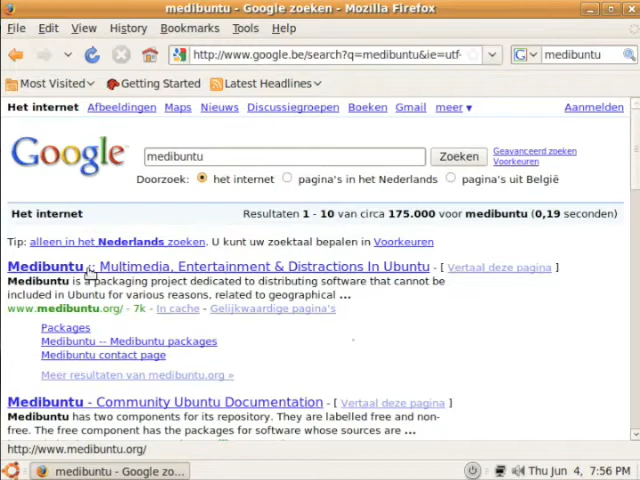 medibuntu - Google zoeken - Mozilla Firefox
File Edit View History Bookmarks Tools Help
http://www.google.be/search?q=medibuntu&ie=utf- medibuntu
Most Visited Getting Started Latest Headlines
Het internet Afbeeldingen Maps Nieuws Discussiegroepen Boeken Gmail meer ▼ Aanmelden
Google medibuntu Zoeken Geavanceerd zoeken
Voorkeuren
Doorzoek: het internet pagina's in het Nederlands pagina's uit België
Het internet Resultaten 1 - 10 van circa 175.000 voor medibuntu (0,19 seconden)
Tip: alleen in het Nederlands zoeken. U kunt uw zoektaal bepalen in Voorkeuren
Medibuntu :: Multimedia, Entertainment & Distractions In Ubuntu - [ Vertaal deze pagina ]
Medibuntu is a packaging project dedicated to distributing software that cannot be
included in Ubuntu for various reasons, related to geographical ...
www.medibuntu.org/ - 7k - In cache - Gelijkwaardige pagina's
Packages
Medibuntu -- Medibuntu packages
Medibuntu contact page
Meer resultaten van medibuntu.org »
Medibuntu - Community Ubuntu Documentation - [ Vertaal deze pagina ]
Medibuntu has two components for its repository. They are labelled free and non-
free. The free component has the packages for software whose sources are ...
http://www.medibuntu.org/
medibuntu - Google zo... Thu Jun 4, 7:56 PM